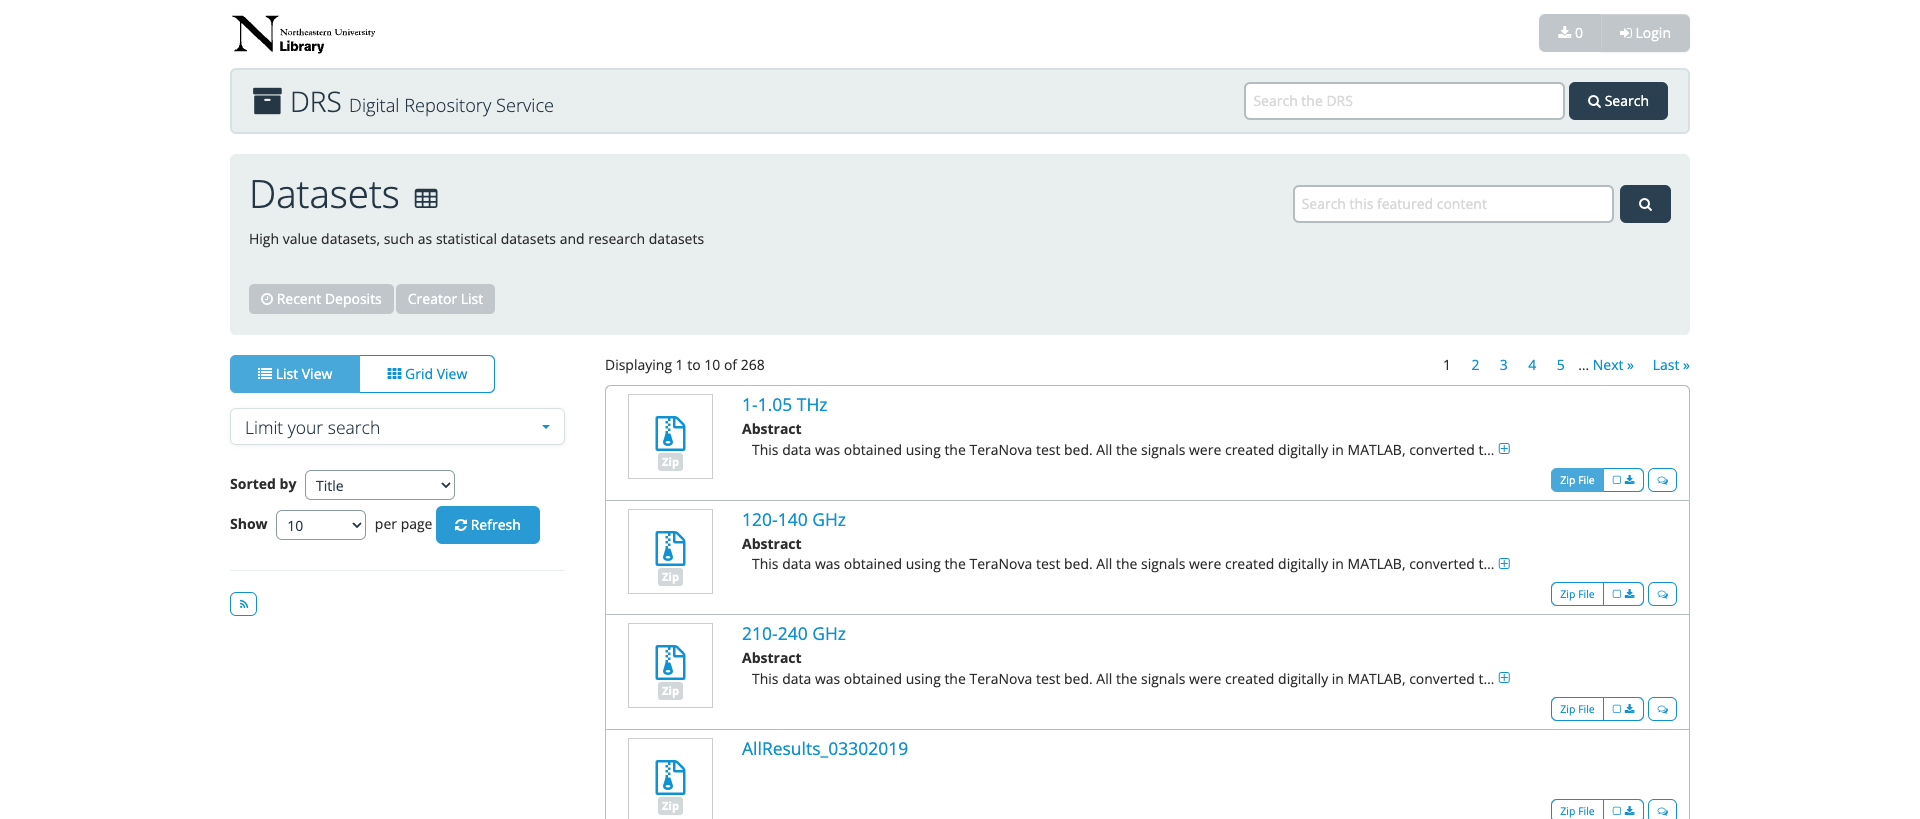 Northeastern University
Library
0
Login
DRS Digital Repository Service
Search the DRS
Search
Datasets
Search this featured content
High value datasets, such as statistical datasets and research datasets
Recent Deposits
Creator List
List View
Grid View
Displaying 1 to 10 of 268
1 2 3 4 5 ... Next » Last »
Limit your search
Sorted by Title
Show 10 per page Refresh
1-1.05 THz
Abstract
This data was obtained using the TeraNova test bed. All the signals were created digitally in MATLAB, converted t...
Zip
Zip File
120-140 GHz
Abstract
This data was obtained using the TeraNova test bed. All the signals were created digitally in MATLAB, converted t...
Zip
Zip File
210-240 GHz
Abstract
This data was obtained using the TeraNova test bed. All the signals were created digitally in MATLAB, converted t...
Zip
Zip File
AllResults_03302019
Zip
Zip File